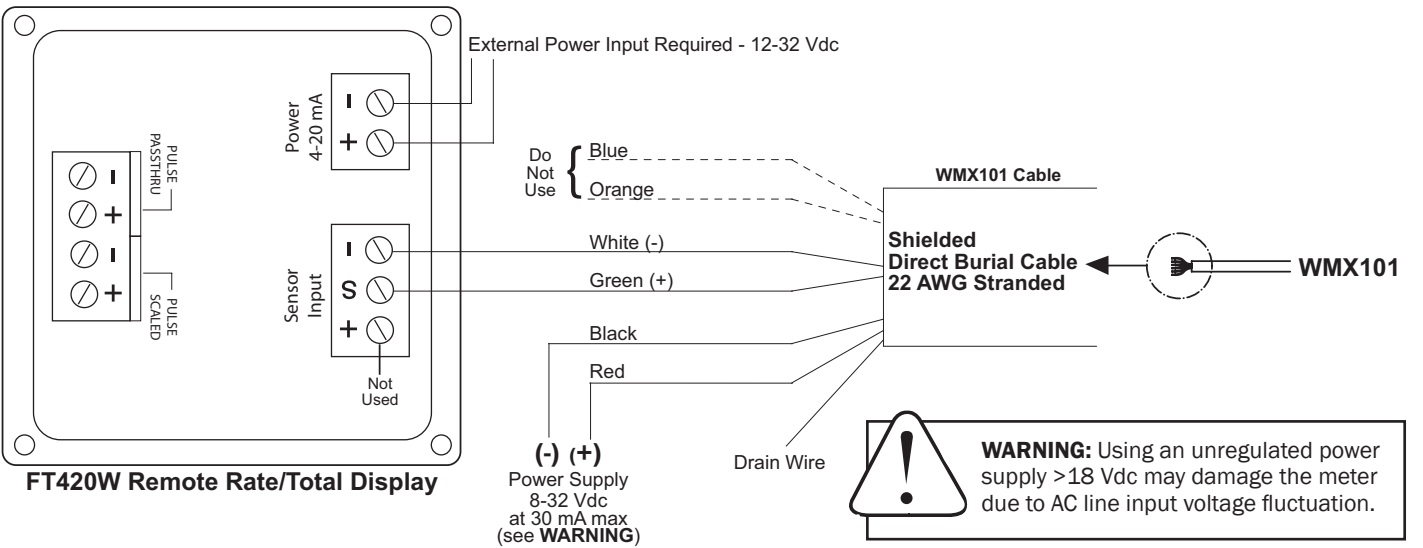 External Power Input Required - 12-32 Vdc
Power
4-20 mA
-
+
PULSE
PASSTHRU
-
+
-
+
PULSE
SCALED
Sensor
Input
-
S
+
Not
Used
FT420W Remote Rate/Total Display
Do
Not
Use
{
Blue
Orange
White (-)
Green (+)
Black
Red
(-) (+)
Power Supply
8-32 Vdc
at 30 mA max
(see WARNING)
Drain Wire
WMX101 Cable
Shielded
Direct Burial Cable
22 AWG Stranded
WMX101
!
WARNING: Using an unregulated power
supply >18 Vdc may damage the meter
due to AC line input voltage fluctuation.